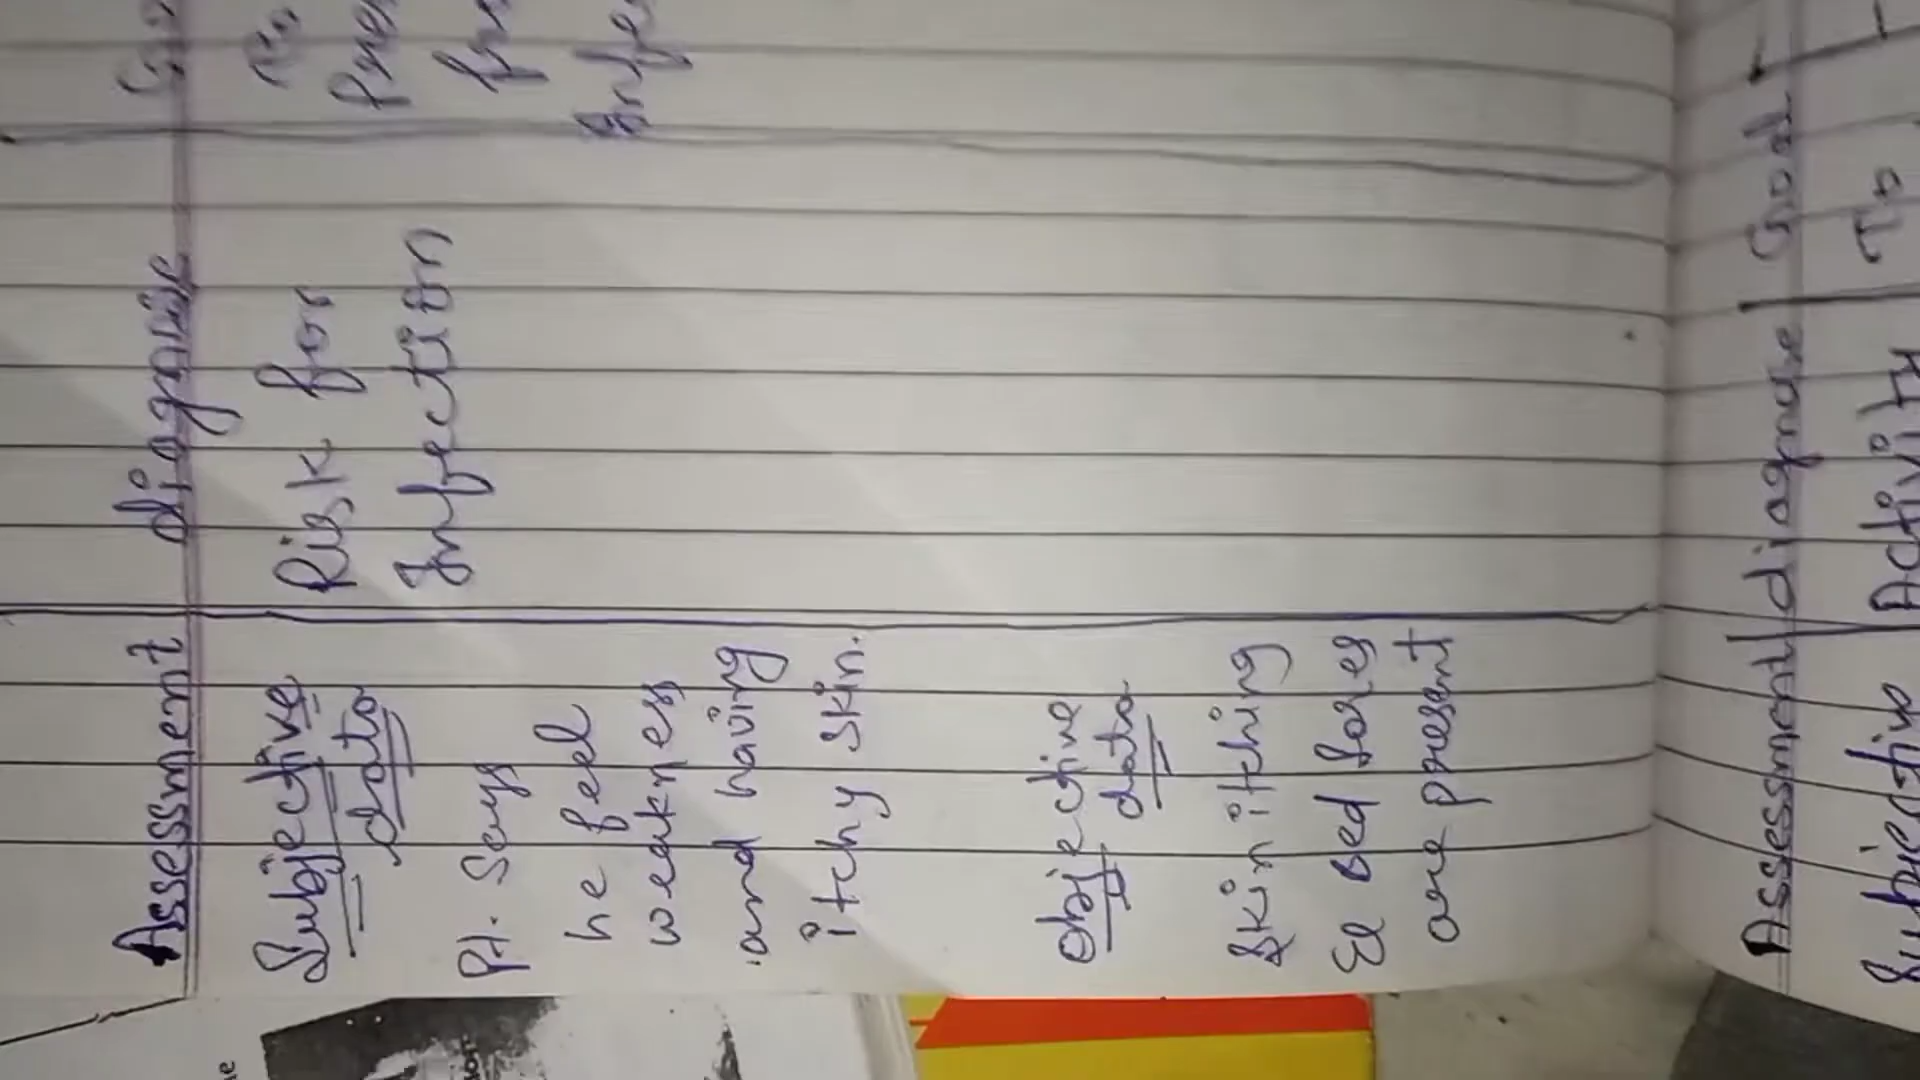 Assessment
diagnosis
Subjective
data
Risk for
Infection
Pt. Says
he feel
weakness
and having
itchy skin.
Objective
data
Skin itching
& Bed Sores
are present
Assessment diagnose Goal
Subjective Activity To